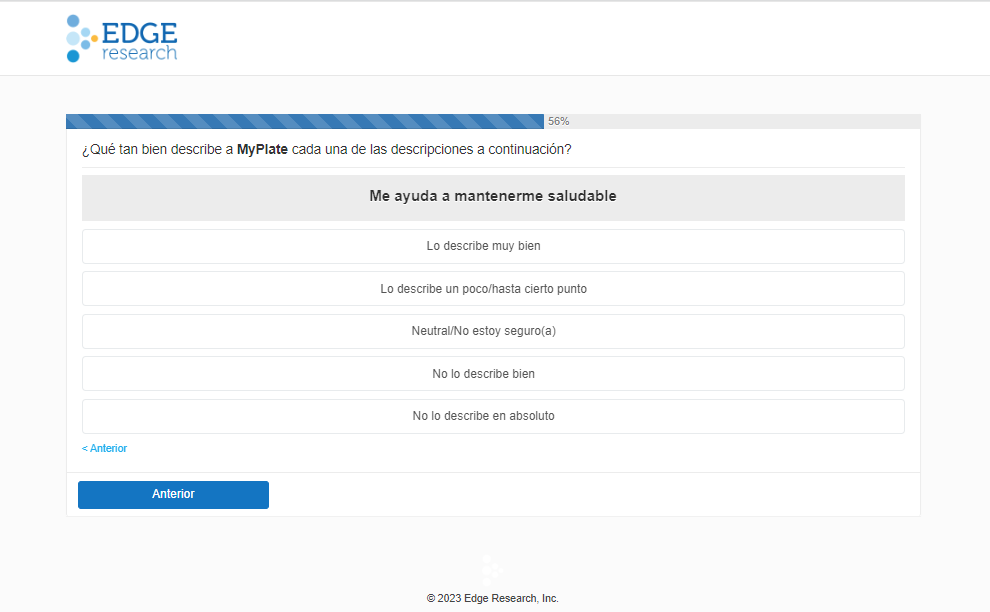 EDGE
research
56%
¿Qué tan bien describe a MyPlate cada una de las descripciones a continuación?
Me ayuda a mantenerme saludable
Lo describe muy bien
Lo describe un poco/hasta cierto punto
Neutral/No estoy seguro(a)
No lo describe bien
No lo describe en absoluto
< Anterior
Anterior
© 2023 Edge Research, Inc.